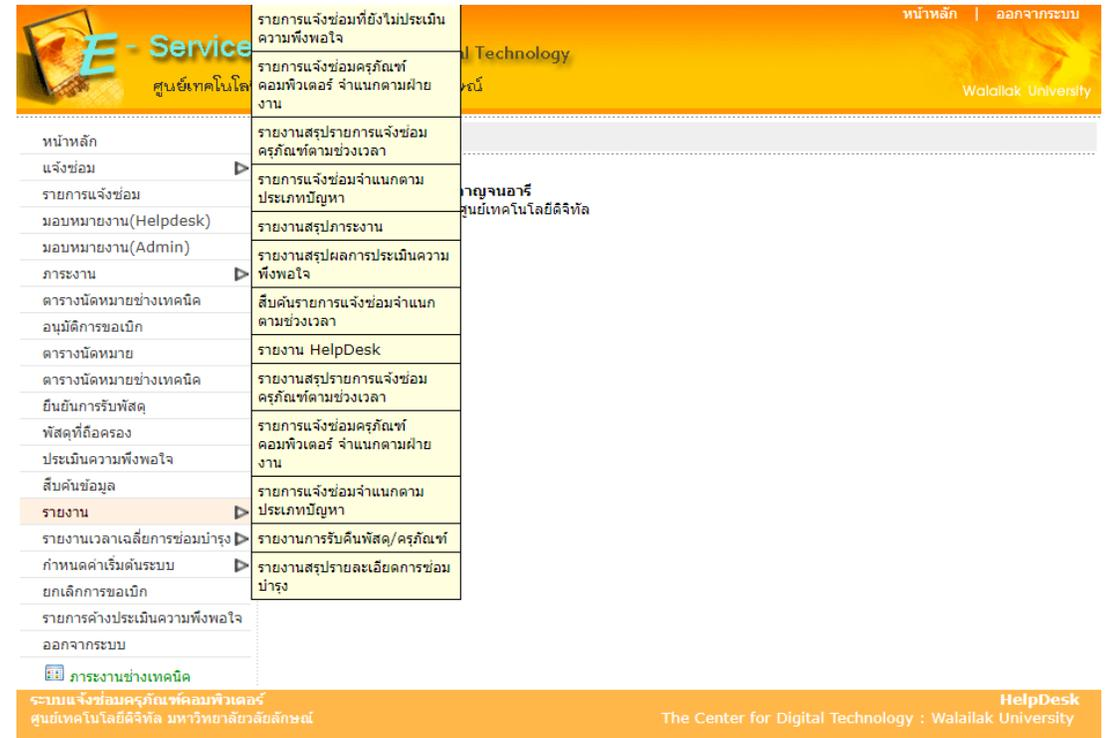 หน้าหลัก | ออกจากระบบ
E - Service
al Technology
ศูนย์เทคโนโล
ษณ์
Walailak University
หน้าหลัก
แจ้งซ่อม
รายการแจ้งซ่อม
มอบหมายงาน(Helpdesk)
มอบหมายงาน(Admin)
ภาระงาน
ตารางนัดหมายช่างเทคนิค
อนุมัติการขอเบิก
ตารางนัดหมาย
ตารางนัดหมายช่างเทคนิค
ยืนยันการรับพัสดุ
พัสดุที่ถือครอง
ประเมินความพึงพอใจ
สืบค้นข้อมูล
รายงาน
รายงานเวลาเฉลี่ยการซ่อมบำรุง
กำหนดค่าเริ่มต้นระบบ
ยกเลิกการขอเบิก
รายการค้างประเมินความพึงพอใจ
ออกจากระบบ
ภาระงานช่างเทคนิค
รายการแจ้งซ่อมที่ยังไม่ประเมิน
ความพึงพอใจ
รายการแจ้งซ่อมครุภัณฑ์
คอมพิวเตอร์ จำแนกตามฝ่าย
งาน
รายงานสรุปรายการแจ้งซ่อม
ครุภัณฑ์ตามช่วงเวลา
รายการแจ้งซ่อมจำแนกตาม
ประเภทปัญหา
รายงานสรุปภาระงาน
รายงานสรุปผลการประเมินความ
พึงพอใจ
สืบค้นรายการแจ้งซ่อมจำแนก
ตามช่วงเวลา
รายงาน HelpDesk
รายงานสรุปรายการแจ้งซ่อม
ครุภัณฑ์ตามช่วงเวลา
รายการแจ้งซ่อมครุภัณฑ์
คอมพิวเตอร์ จำแนกตามฝ่าย
งาน
รายการแจ้งซ่อมจำแนกตาม
ประเภทปัญหา
รายงานการรับคืนพัสดุ/ครุภัณฑ์
รายงานสรุปรายละเอียดการซ่อม
บำรุง
าญจนอารี
ศูนย์เทคโนโลยีดิจิทัล
ระบบแจ้งซ่อมครุภัณฑ์คอมพิวเตอร์
ศูนย์เทคโนโลยีดิจิทัล มหาวิทยาลัยวลัยลักษณ์
HelpDesk
The Center for Digital Technology : Walailak University